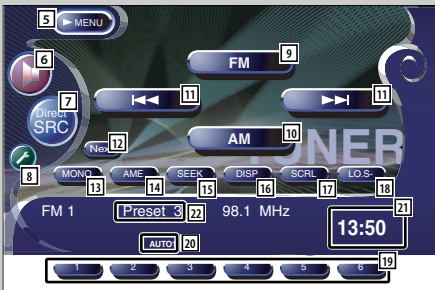 5 ►MENU
6
9 FM
7 Direct SRC
11 ◄◄ ►► 11
10 AM
12 Next
TUNER
8
MONO AME SEEK DISP SCRL LO.S-
13 14 15 16 17 18
FM 1 Preset 3 22 98.1 MHz
21 13:50
AUTO1 20
1 2 3 4 5 6
19